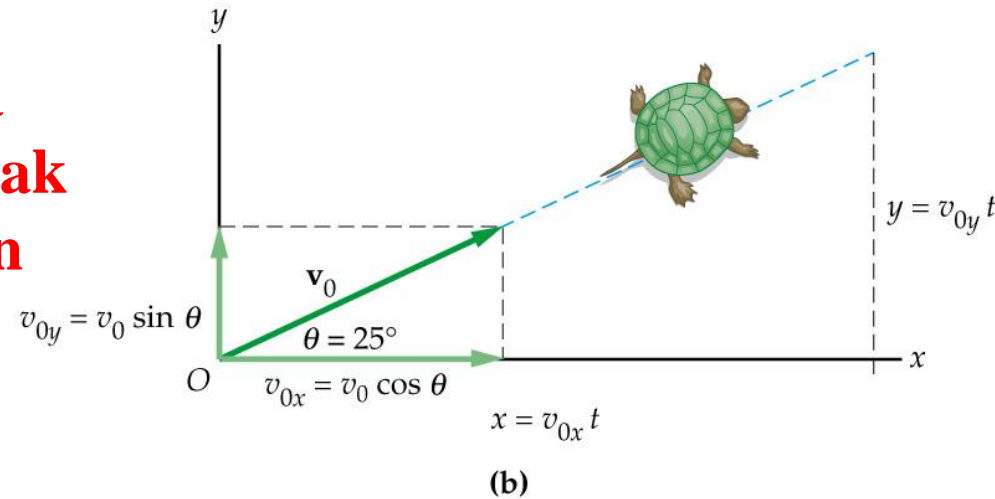 y
ak
n
y = v₀y t
v₀
v₀y = v₀ sin θ
θ = 25°
x
O
v₀x = v₀ cos θ
x = v₀x t
(b)